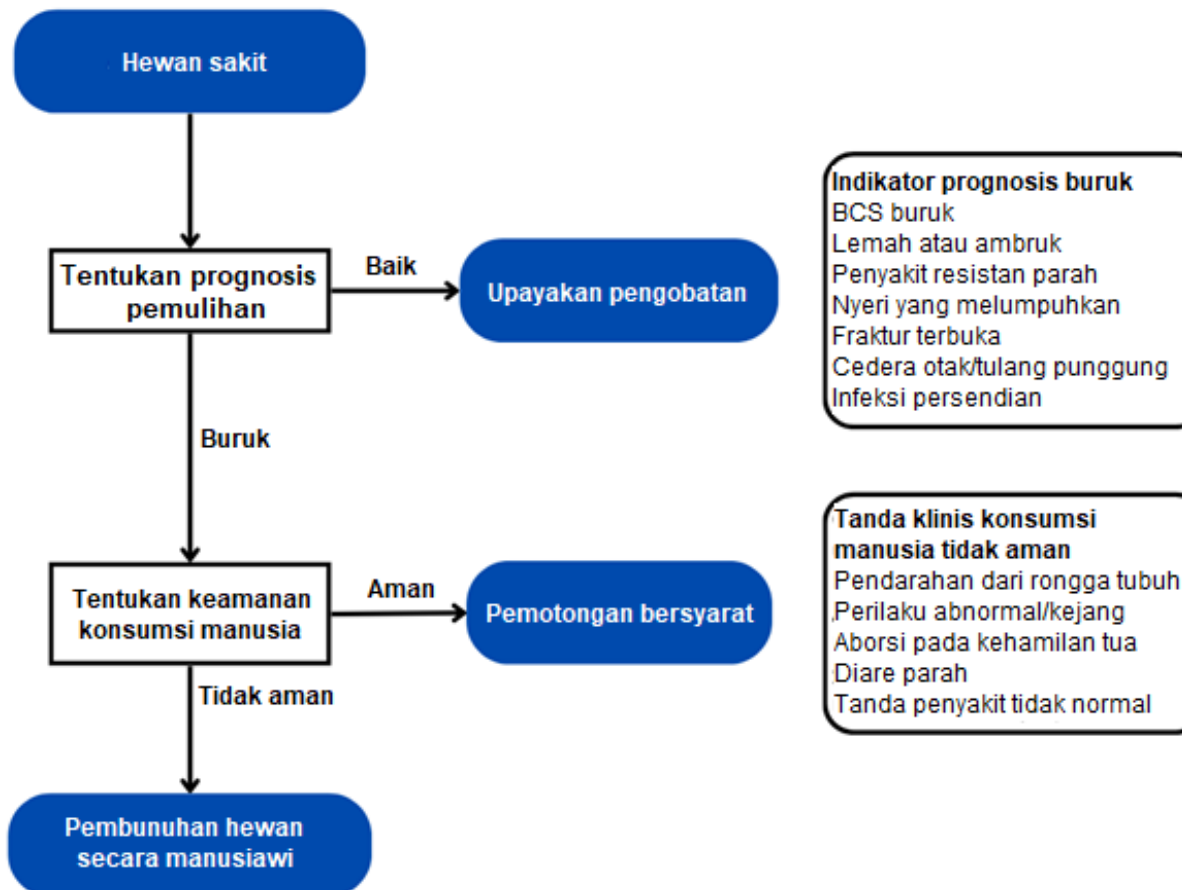 Hewan sakit
Tentukan prognosis
pemulihan
Baik
Upayakan pengobatan
Indikator prognosis buruk
BCS buruk
Lemah atau ambruk
Penyakit resistan parah
Nyeri yang melumpuhkan
Fraktur terbuka
Cedera otak/tulang punggung
Infeksi persendian
Buruk
Tentukan keamanan
konsumsi manusia
Aman
Pemotongan bersyarat
Tanda klinis konsumsi
manusia tidak aman
Pendarahan dari rongga tubuh
Perilaku abnormal/kejang
Aborsi pada kehamilan tua
Diare parah
Tanda penyakit tidak normal
Tidak aman
Pembunuhan hewan
secara manusiawi